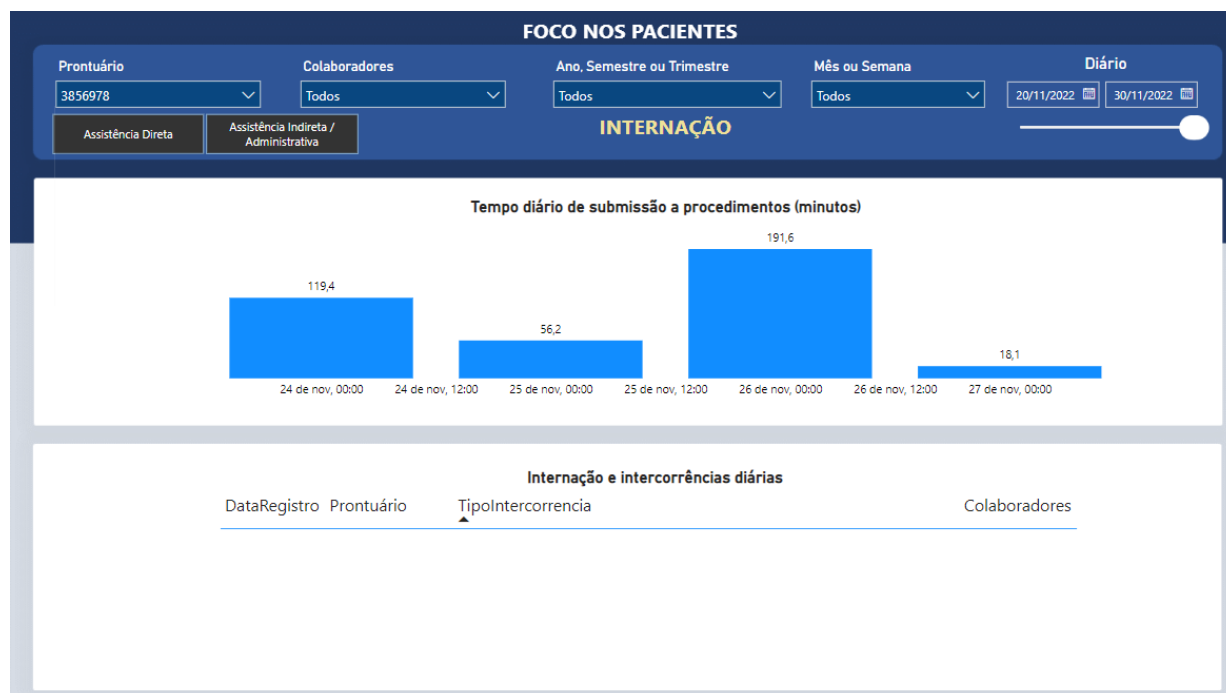 FOCO NOS PACIENTES
Prontuário
Colaboradores
Ano, Semestre ou Trimestre
Mês ou Semana
Diário
3856978
Todos
Todos
Todos
20/11/2022
30/11/2022
Assistência Direta
Assistência Indireta /
Administrativa
INTERNAÇÃO
Tempo diário de submissão a procedimentos (minutos)
119,4
56,2
191,6
18,1
24 de nov, 00:00
24 de nov, 12:00
25 de nov, 00:00
25 de nov, 12:00
26 de nov, 00:00
26 de nov, 12:00
27 de nov, 00:00
Internação e intercorrências diárias
DataRegistro Prontuário TipoIntercorrencia Colaboradores